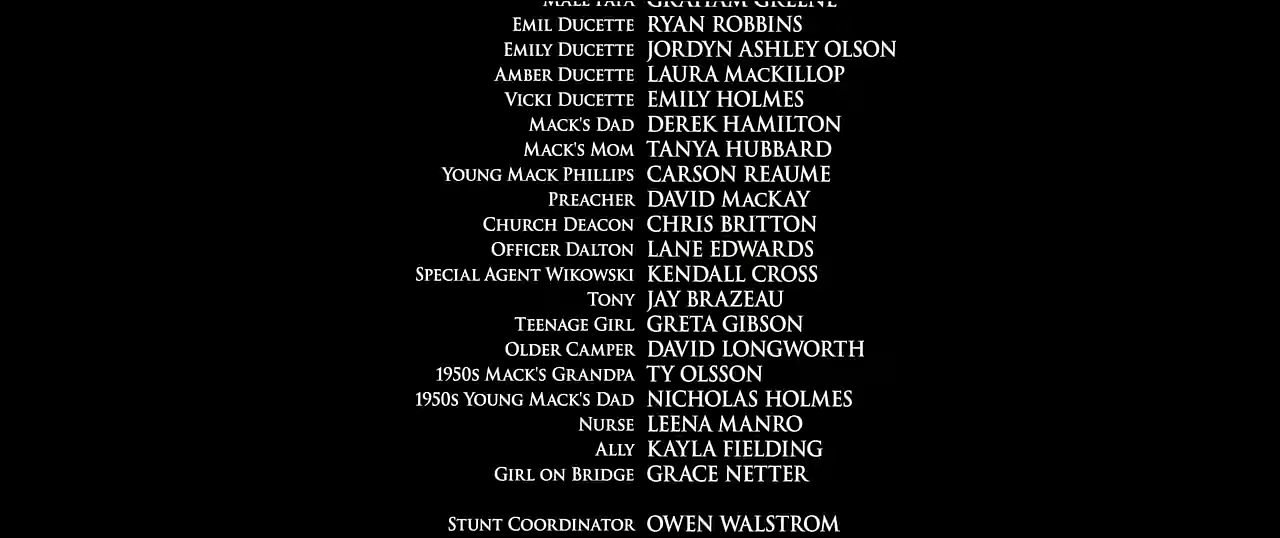 Male Papa GRAHAM GREENE
Emil Ducette RYAN ROBBINS
Emily Ducette JORDYN ASHLEY OLSON
Amber Ducette LAURA MacKILLOP
Vicki Ducette EMILY HOLMES
Mack's Dad DEREK HAMILTON
Mack's Mom TANYA HUBBARD
Young Mack Phillips CARSON REAUME
Preacher DAVID MacKAY
Church Deacon CHRIS BRITTON
Officer Dalton LANE EDWARDS
Special Agent Wikowski KENDALL CROSS
Tony JAY BRAZEAU
Teenage Girl GRETA GIBSON
Older Camper DAVID LONGWORTH
1950s Mack's Grandpa TY OLSSON
1950s Young Mack's Dad NICHOLAS HOLMES
Nurse LEENA MANRO
Ally KAYLA FIELDING
Girl on Bridge GRACE NETTER
Stunt Coordinator OWEN WALSTROM